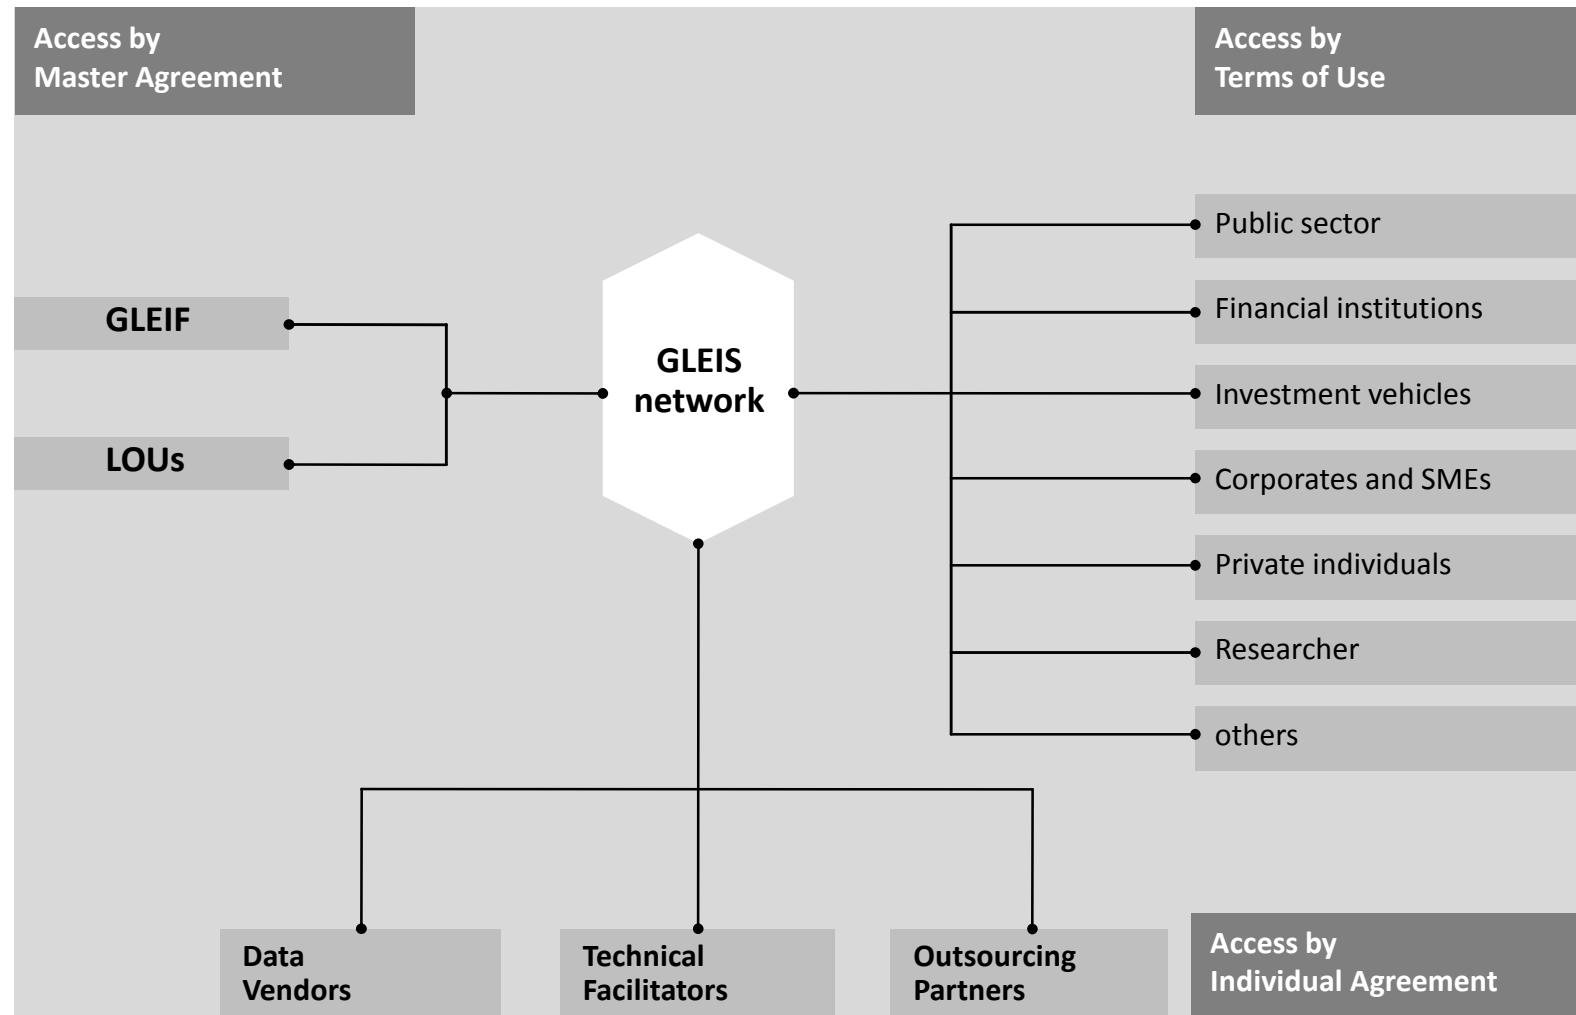 Access by
Master Agreement
Access by
Terms of Use
GLEIF
LOUs
GLEIS
network
Public sector
Financial institutions
Investment vehicles
Corporates and SMEs
Private individuals
Researcher
others
Data
Vendors
Technical
Facilitators
Outsourcing
Partners
Access by
Individual Agreement